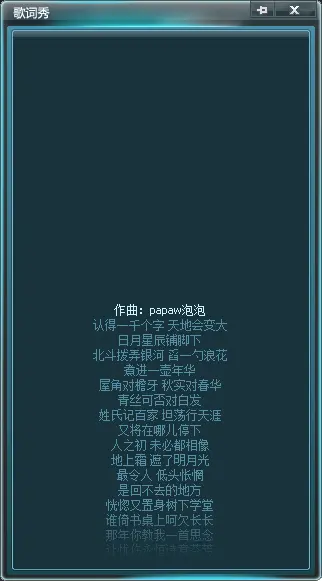 歌词秀
作曲：papaw泡泡
认得一千个字 天地会变大
日月星辰铺脚下
北斗拨弄银河 舀一勺浪花
煮进一壶年华
屋角对檐牙 秋实对春华
青丝可否对白发
姓氏记百家 坦荡行天涯
又将在哪儿停下
人之初 未必都相像
地上霜 遮了明月光
最令人 低头怅惘
是回不去的地方
恍惚又置身树下学堂
谁倚书桌上呵欠长长
那年你教我一首思念